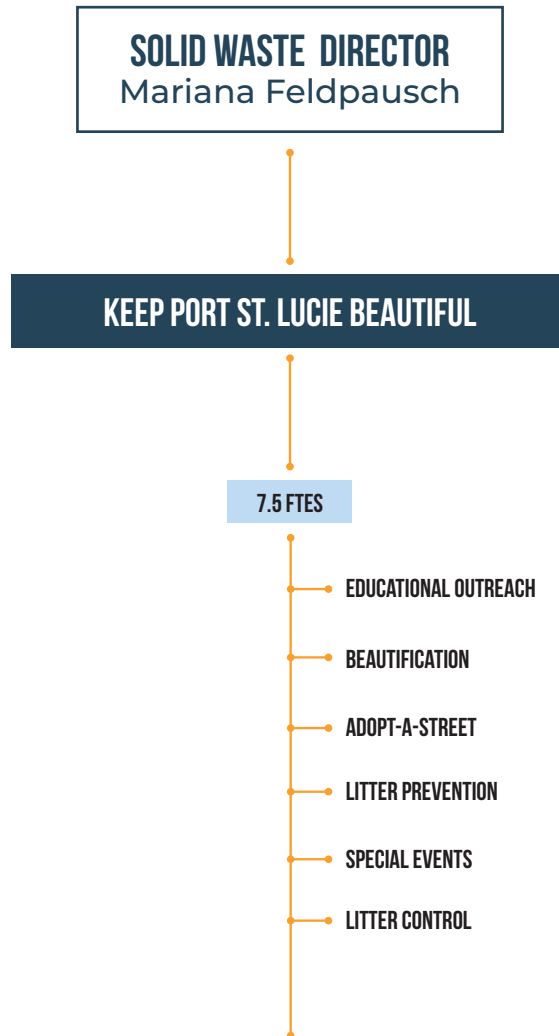 SOLID WASTE DIRECTOR
Mariana Feldpausch
KEEP PORT ST. LUCIE BEAUTIFUL
7.5 FTES
EDUCATIONAL OUTREACH
BEAUTIFICATION
ADOPT-A-STREET
LITTER PREVENTION
SPECIAL EVENTS
LITTER CONTROL